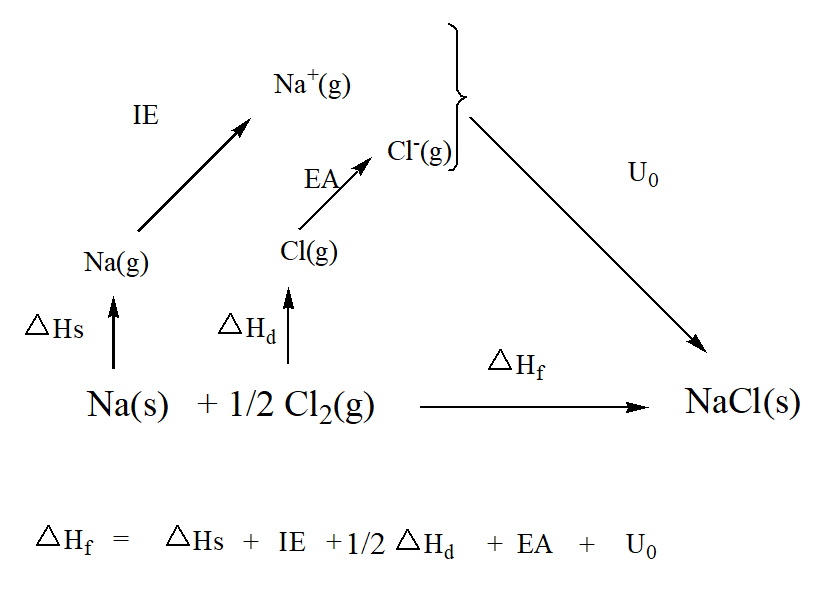 Na⁺(g)
IE
Cl⁻(g)
EA
U₀
Na(g)
Cl(g)
△Hs
△H_d
△H_f
Na(s) + 1/2 Cl₂(g)
NaCl(s)
△H_f = △Hs + IE + 1/2 △H_d + EA + U₀